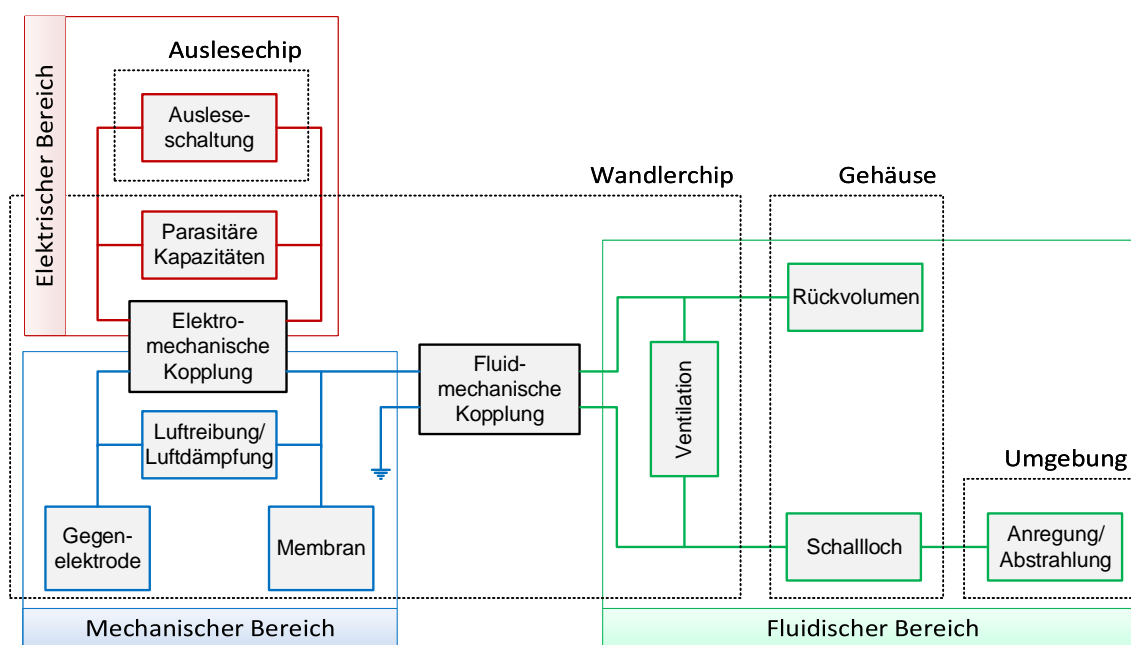 Auslesechip
Elektrischer Bereich
Auslese-
schaltung
Wandlerchip
Gehäuse
Parasitäre
Kapazitäten
Rückvolumen
Elektro-
mechanische
Kopplung
Fluid-
mechanische
Kopplung
Ventilation
Luftreibung/
Luftdämpfung
Umgebung
Gegen-
elektrode
Membran
Schallloch
Anregung/
Abstrahlung
Mechanischer Bereich
Fluidischer Bereich